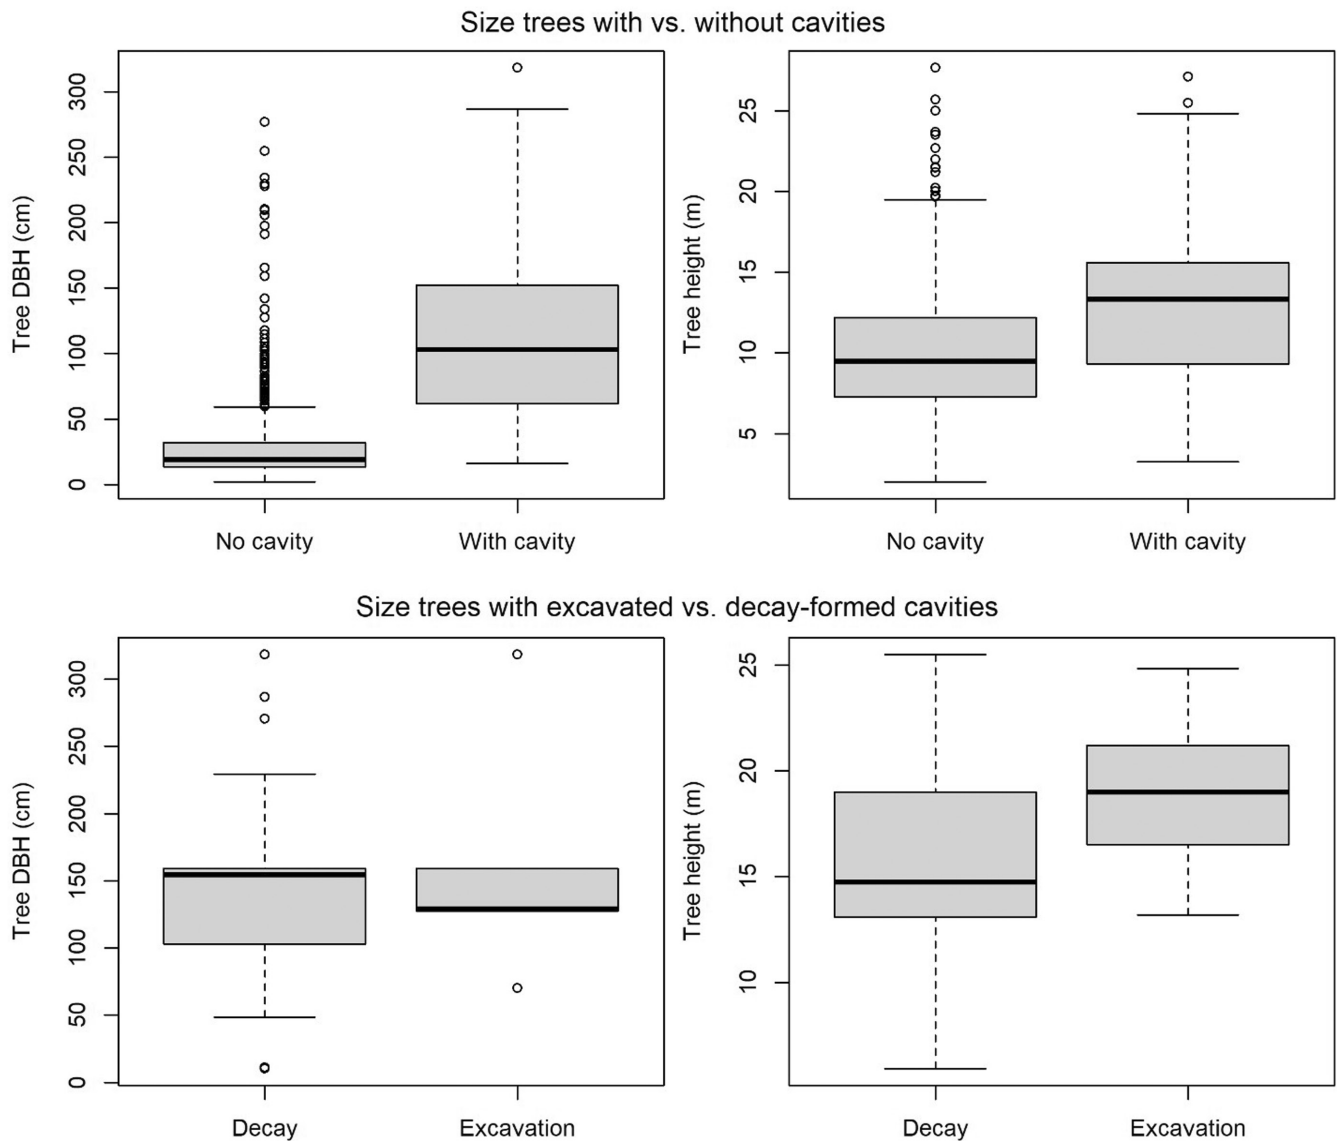 Size trees with vs. without cavities
Tree DBH (cm)
300
250
200
150
100
50
0
No cavity
With cavity
Tree height (m)
25
20
15
10
5
No cavity
With cavity
Size trees with excavated vs. decay-formed cavities
Tree DBH (cm)
300
250
200
150
100
50
0
Decay
Excavation
Tree height (m)
25
20
15
10
Decay
Excavation